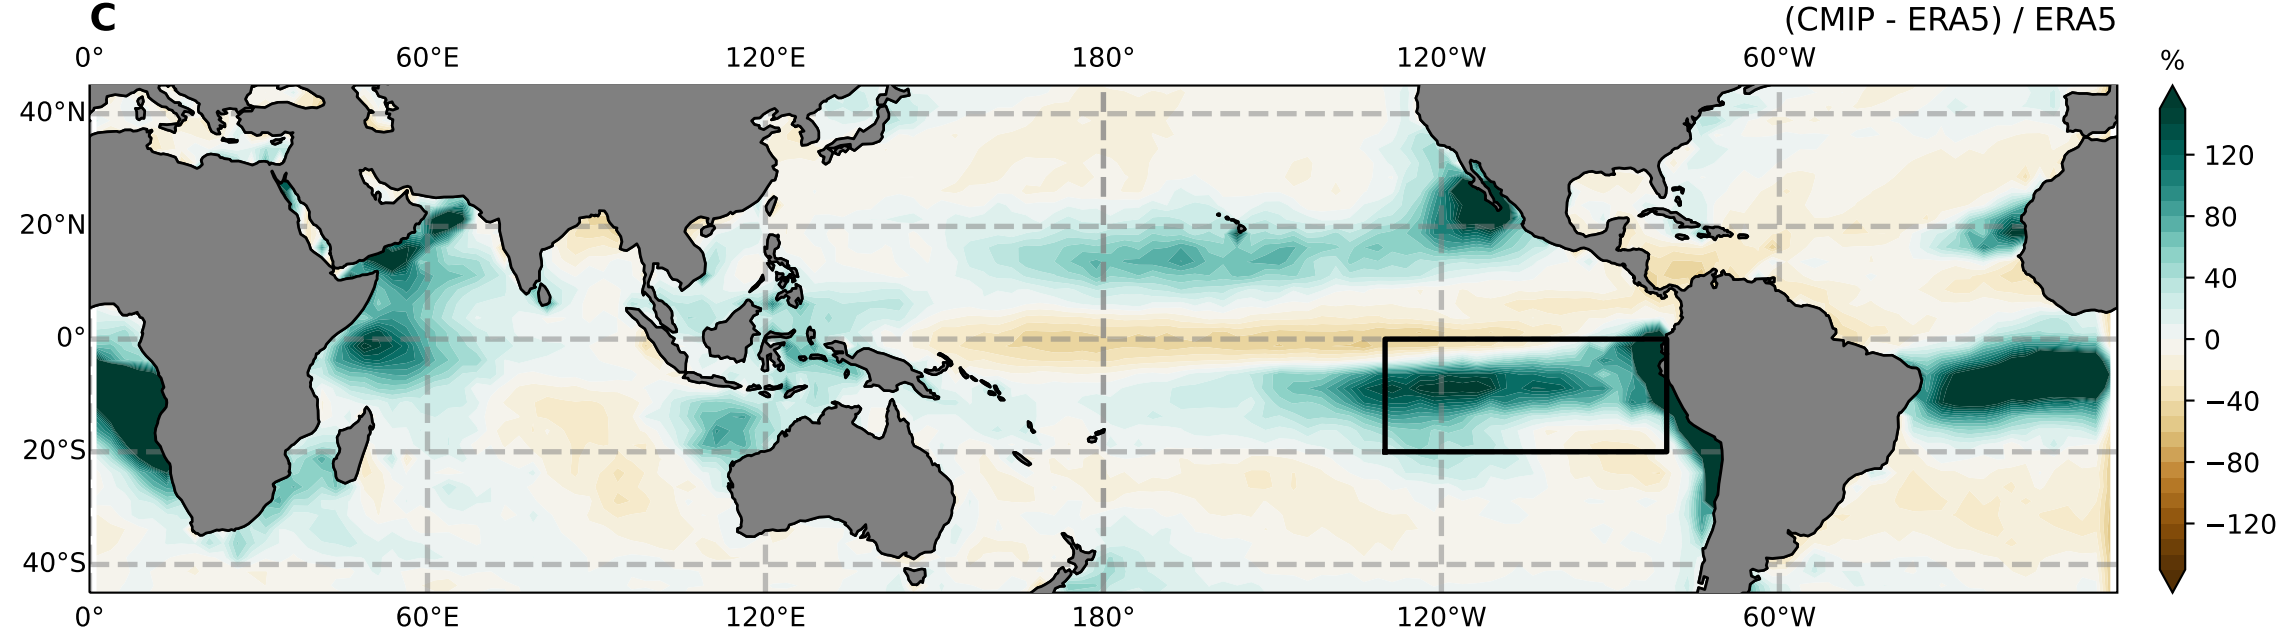 C (CMIP - ERA5) / ERA5
0° 60°E 120°E 180° 120°W 60°W %
40°N
20°N
0°
20°S
40°S
120
80
40
0
−40
−80
−120
0° 60°E 120°E 180° 120°W 60°W